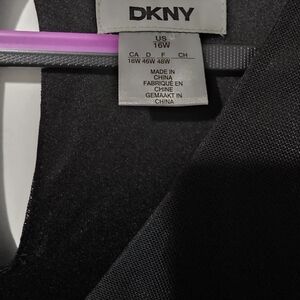 DKNY
US
16W
CA D F CH
16W 46W 48W
MADE IN
CHINA
FABRIQUÉ EN
CHINE
GEMAAKT IN
CHINA